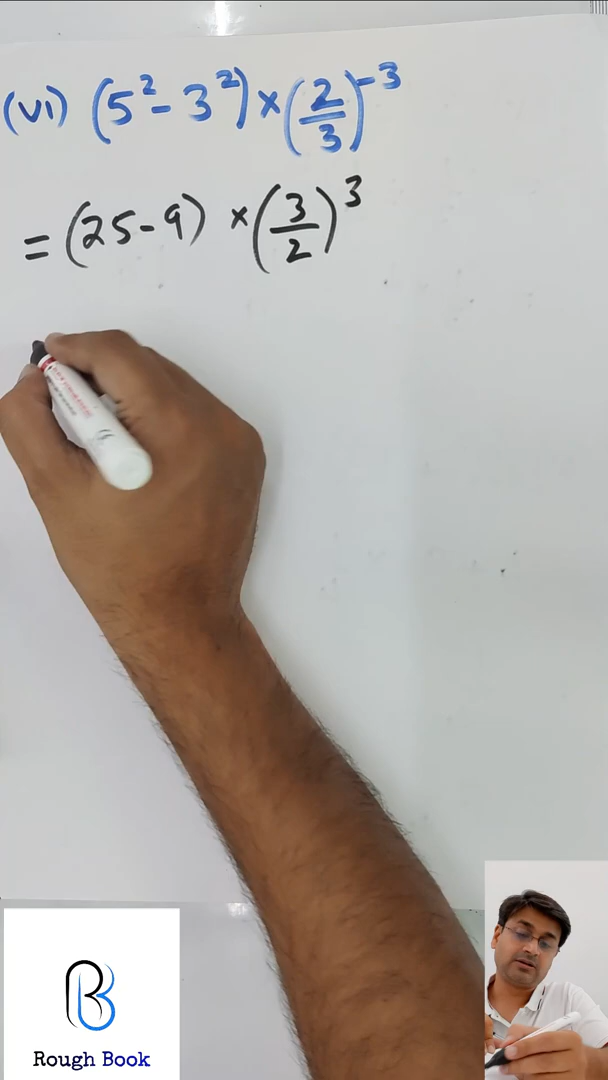 (VI) (5² - 3²) × (2/3)⁻³
= (25 - 9) × (3/2)³
Rough Book